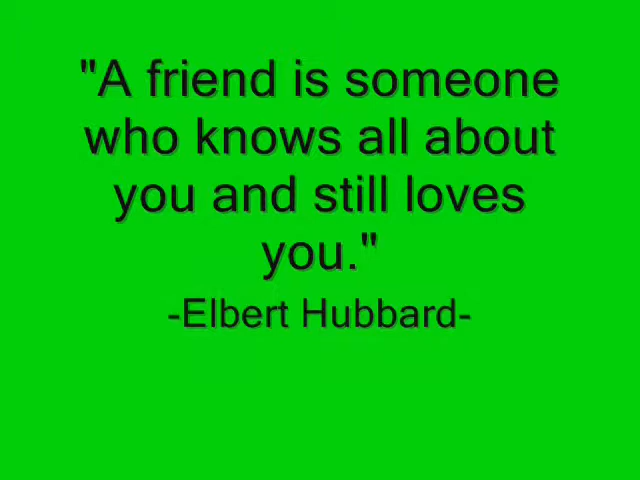 "A friend is someone
who knows all about
you and still loves
you."
-Elbert Hubbard-